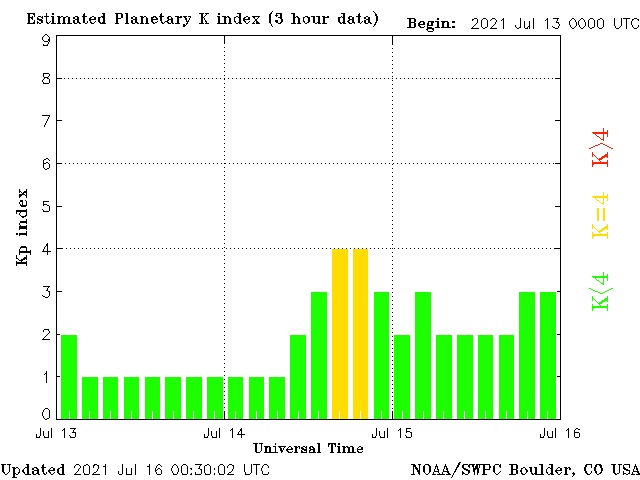 Estimated Planetary K index (3 hour data) Begin: 2021 Jul 13 0000 UTC
9
8
7
6
5
4
3
2
1
0
Kp index
K>4
K=4
K<4
Jul 13 Jul 14 Jul 15 Jul 16
Universal Time
Updated 2021 Jul 16 00:30:02 UTC NOAA/SWPC Boulder, CO USA